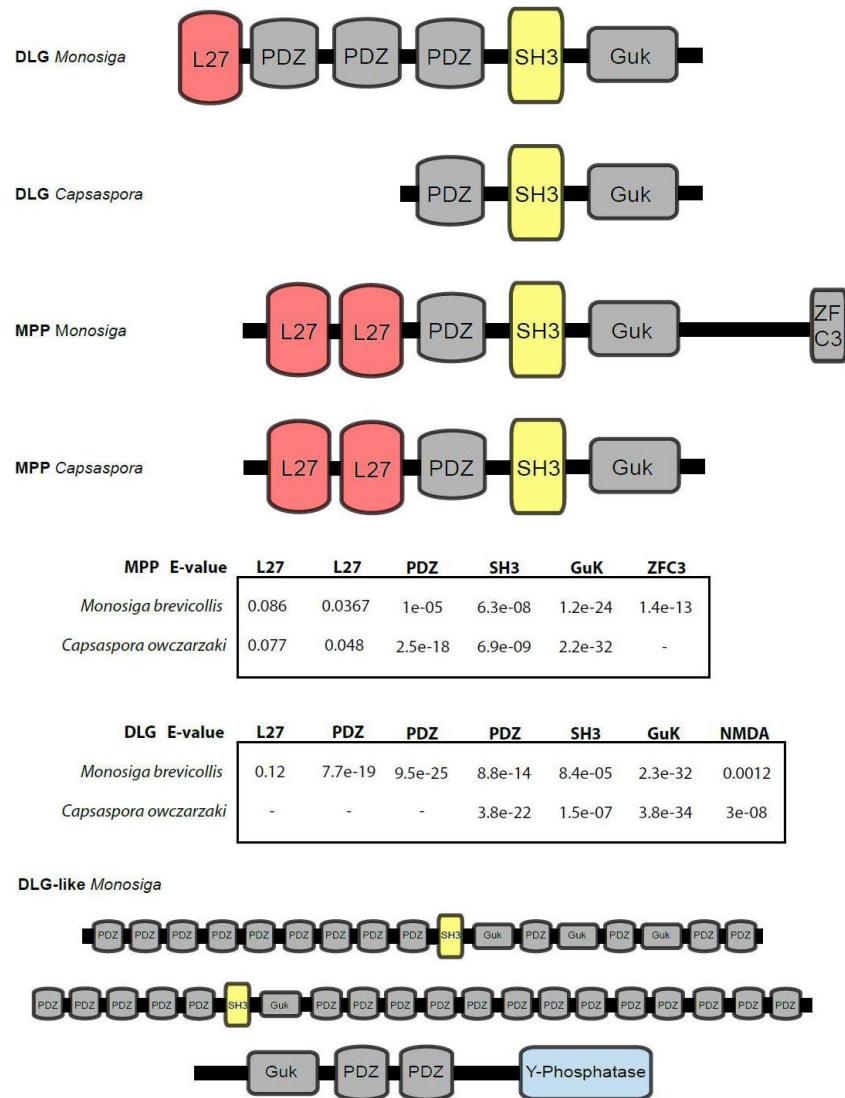 DLG Monosiga L27 PDZ PDZ PDZ SH3 Guk
DLG Capsaspora PDZ SH3 Guk
MPP Monosiga L27 L27 PDZ SH3 Guk ZF C3
MPP Capsaspora L27 L27 PDZ SH3 Guk
MPP E-value L27 L27 PDZ SH3 GuK ZFC3
Monosiga brevicollis 0.086 0.0367 1e-05 6.3e-08 1.2e-24 1.4e-13
Capsaspora owczarzaki 0.077 0.048 2.5e-18 6.9e-09 2.2e-32 -
DLG E-value L27 PDZ PDZ PDZ SH3 GuK NMDA
Monosiga brevicollis 0.12 7.7e-19 9.5e-25 8.8e-14 8.4e-05 2.3e-32 0.0012
Capsaspora owczarzaki - - - 3.8e-22 1.5e-07 3.8e-34 3e-08
DLG-like Monosiga
PDZ PDZ PDZ PDZ PDZ PDZ PDZ PDZ PDZ SH3 Guk PDZ Guk PDZ Guk PDZ PDZ
PDZ PDZ PDZ PDZ PDZ SH3 Guk PDZ PDZ PDZ PDZ PDZ PDZ PDZ PDZ PDZ PDZ PDZ PDZ PDZ
Guk PDZ PDZ Y-Phosphatase